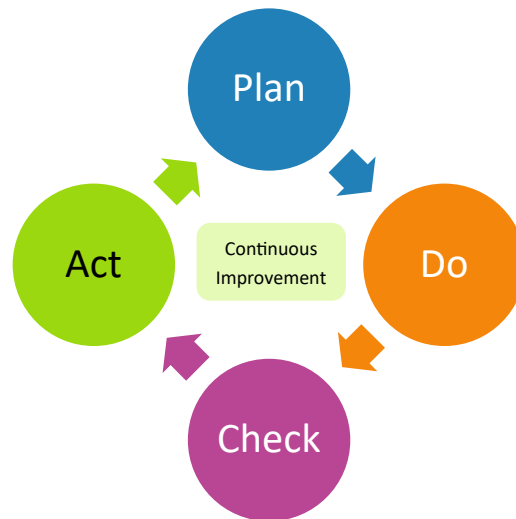 Plan
Act
Continuous
Improvement
Do
Check